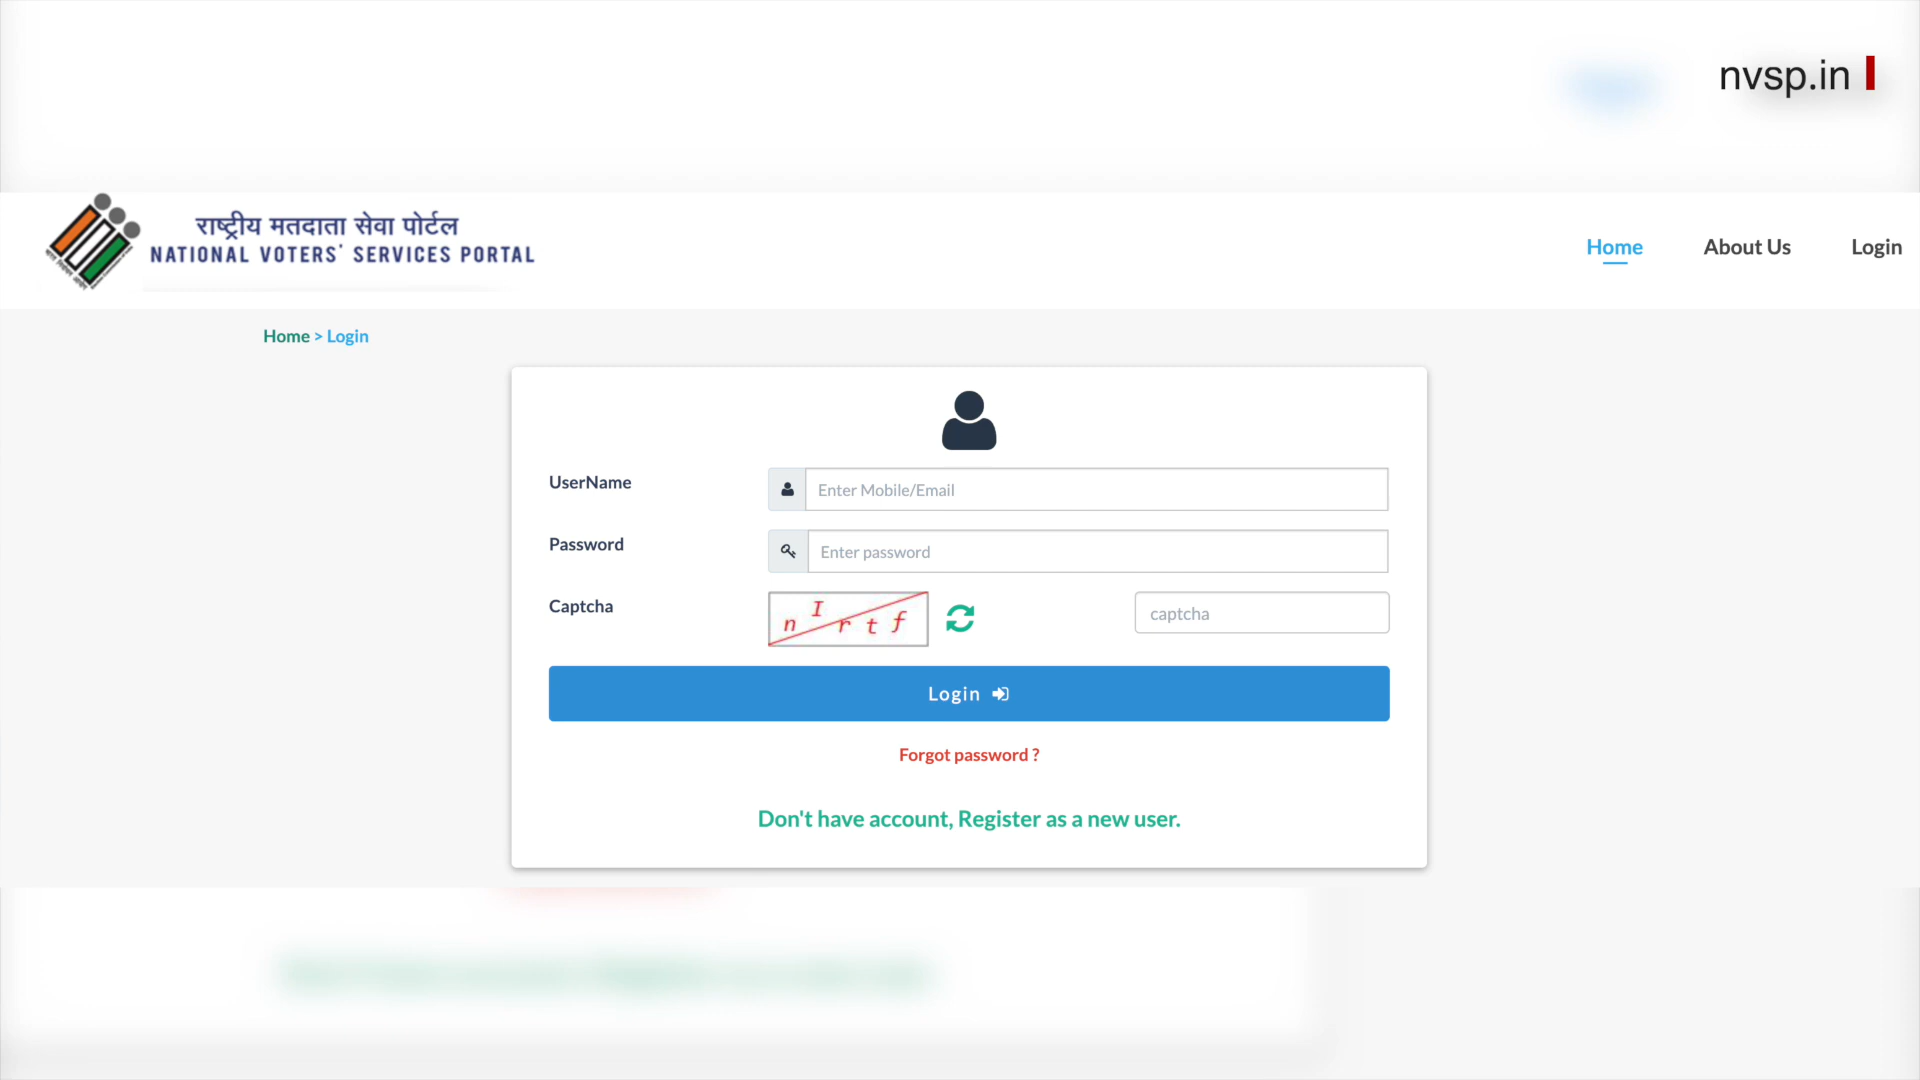 nvsp.in
राष्ट्रीय मतदाता सेवा पोर्टल
NATIONAL VOTERS' SERVICES PORTAL
Home About Us Login
Home > Login
UserName Enter Mobile/Email
Password Enter password
Captcha n I r t f captcha
Login
Forgot password ?
Don't have account, Register as a new user.